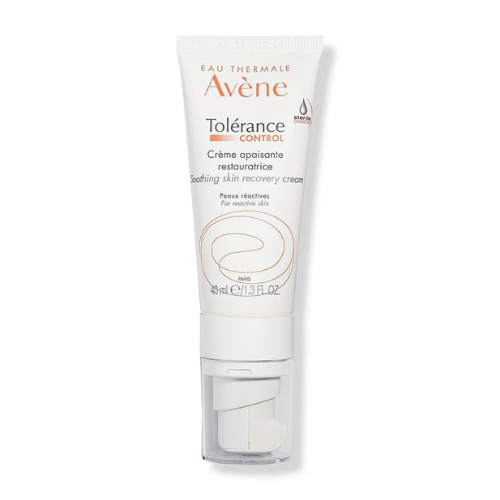 EAU THERMALE
Avène
sterile
Tolérance
CONTROL
Crème apaisante
restauratrice
Soothing skin recovery cream
Peaux réactives
For reactive skin
PARIS
40 ml ℮/1.3 FL.OZ.